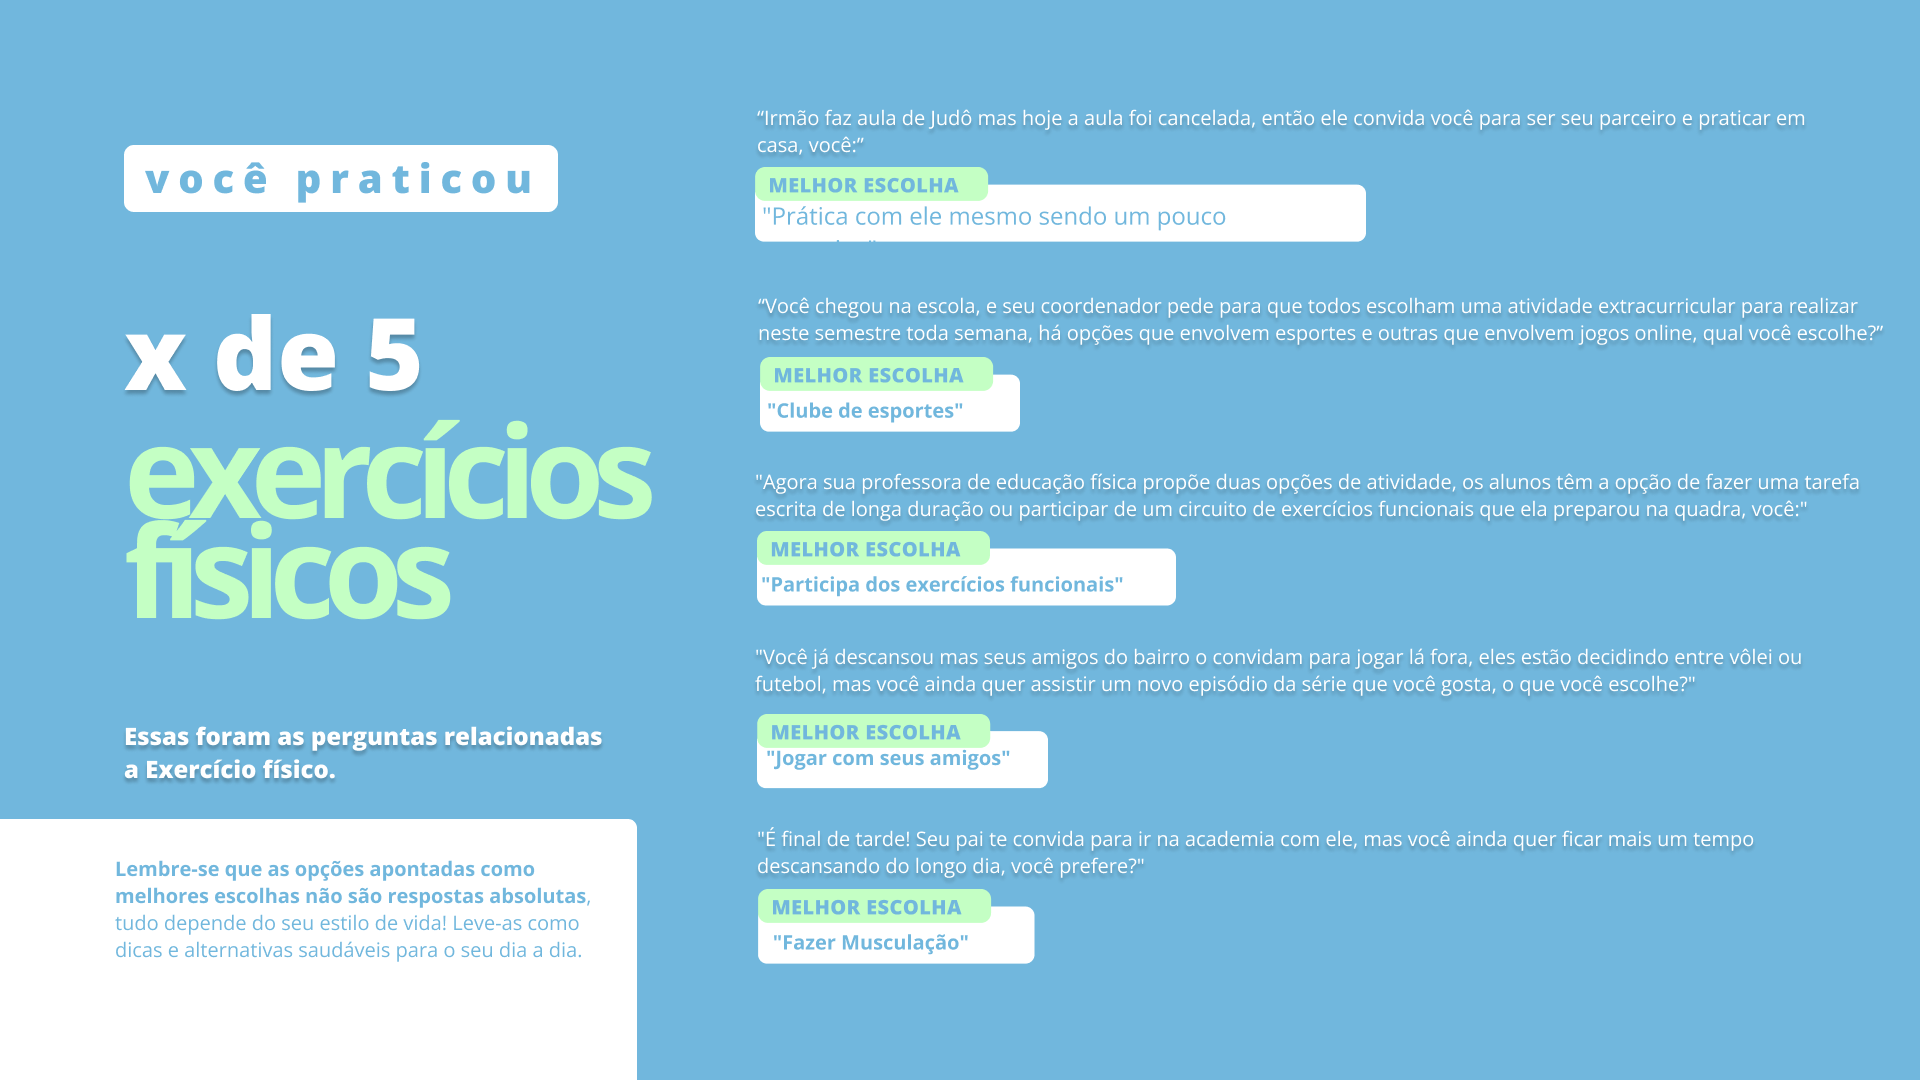 você praticou
x de 5
exercícios
físicos
Essas foram as perguntas relacionadas
a Exercício físico.
Lembre-se que as opções apontadas como
melhores escolhas não são respostas absolutas,
tudo depende do seu estilo de vida! Leve-as como
dicas e alternativas saudáveis para o seu dia a dia.
“Irmão faz aula de Judô mas hoje a aula foi cancelada, então ele convida você para ser seu parceiro e praticar em
casa, você:”
MELHOR ESCOLHA
"Prática com ele mesmo sendo um pouco
“Você chegou na escola, e seu coordenador pede para que todos escolham uma atividade extracurricular para realizar
neste semestre toda semana, há opções que envolvem esportes e outras que envolvem jogos online, qual você escolhe?”
MELHOR ESCOLHA
"Clube de esportes"
"Agora sua professora de educação física propõe duas opções de atividade, os alunos têm a opção de fazer uma tarefa
escrita de longa duração ou participar de um circuito de exercícios funcionais que ela preparou na quadra, você:"
MELHOR ESCOLHA
"Participa dos exercícios funcionais"
"Você já descansou mas seus amigos do bairro o convidam para jogar lá fora, eles estão decidindo entre vôlei ou
futebol, mas você ainda quer assistir um novo episódio da série que você gosta, o que você escolhe?"
MELHOR ESCOLHA
"Jogar com seus amigos"
"É final de tarde! Seu pai te convida para ir na academia com ele, mas você ainda quer ficar mais um tempo
descansando do longo dia, você prefere?"
MELHOR ESCOLHA
"Fazer Musculação"